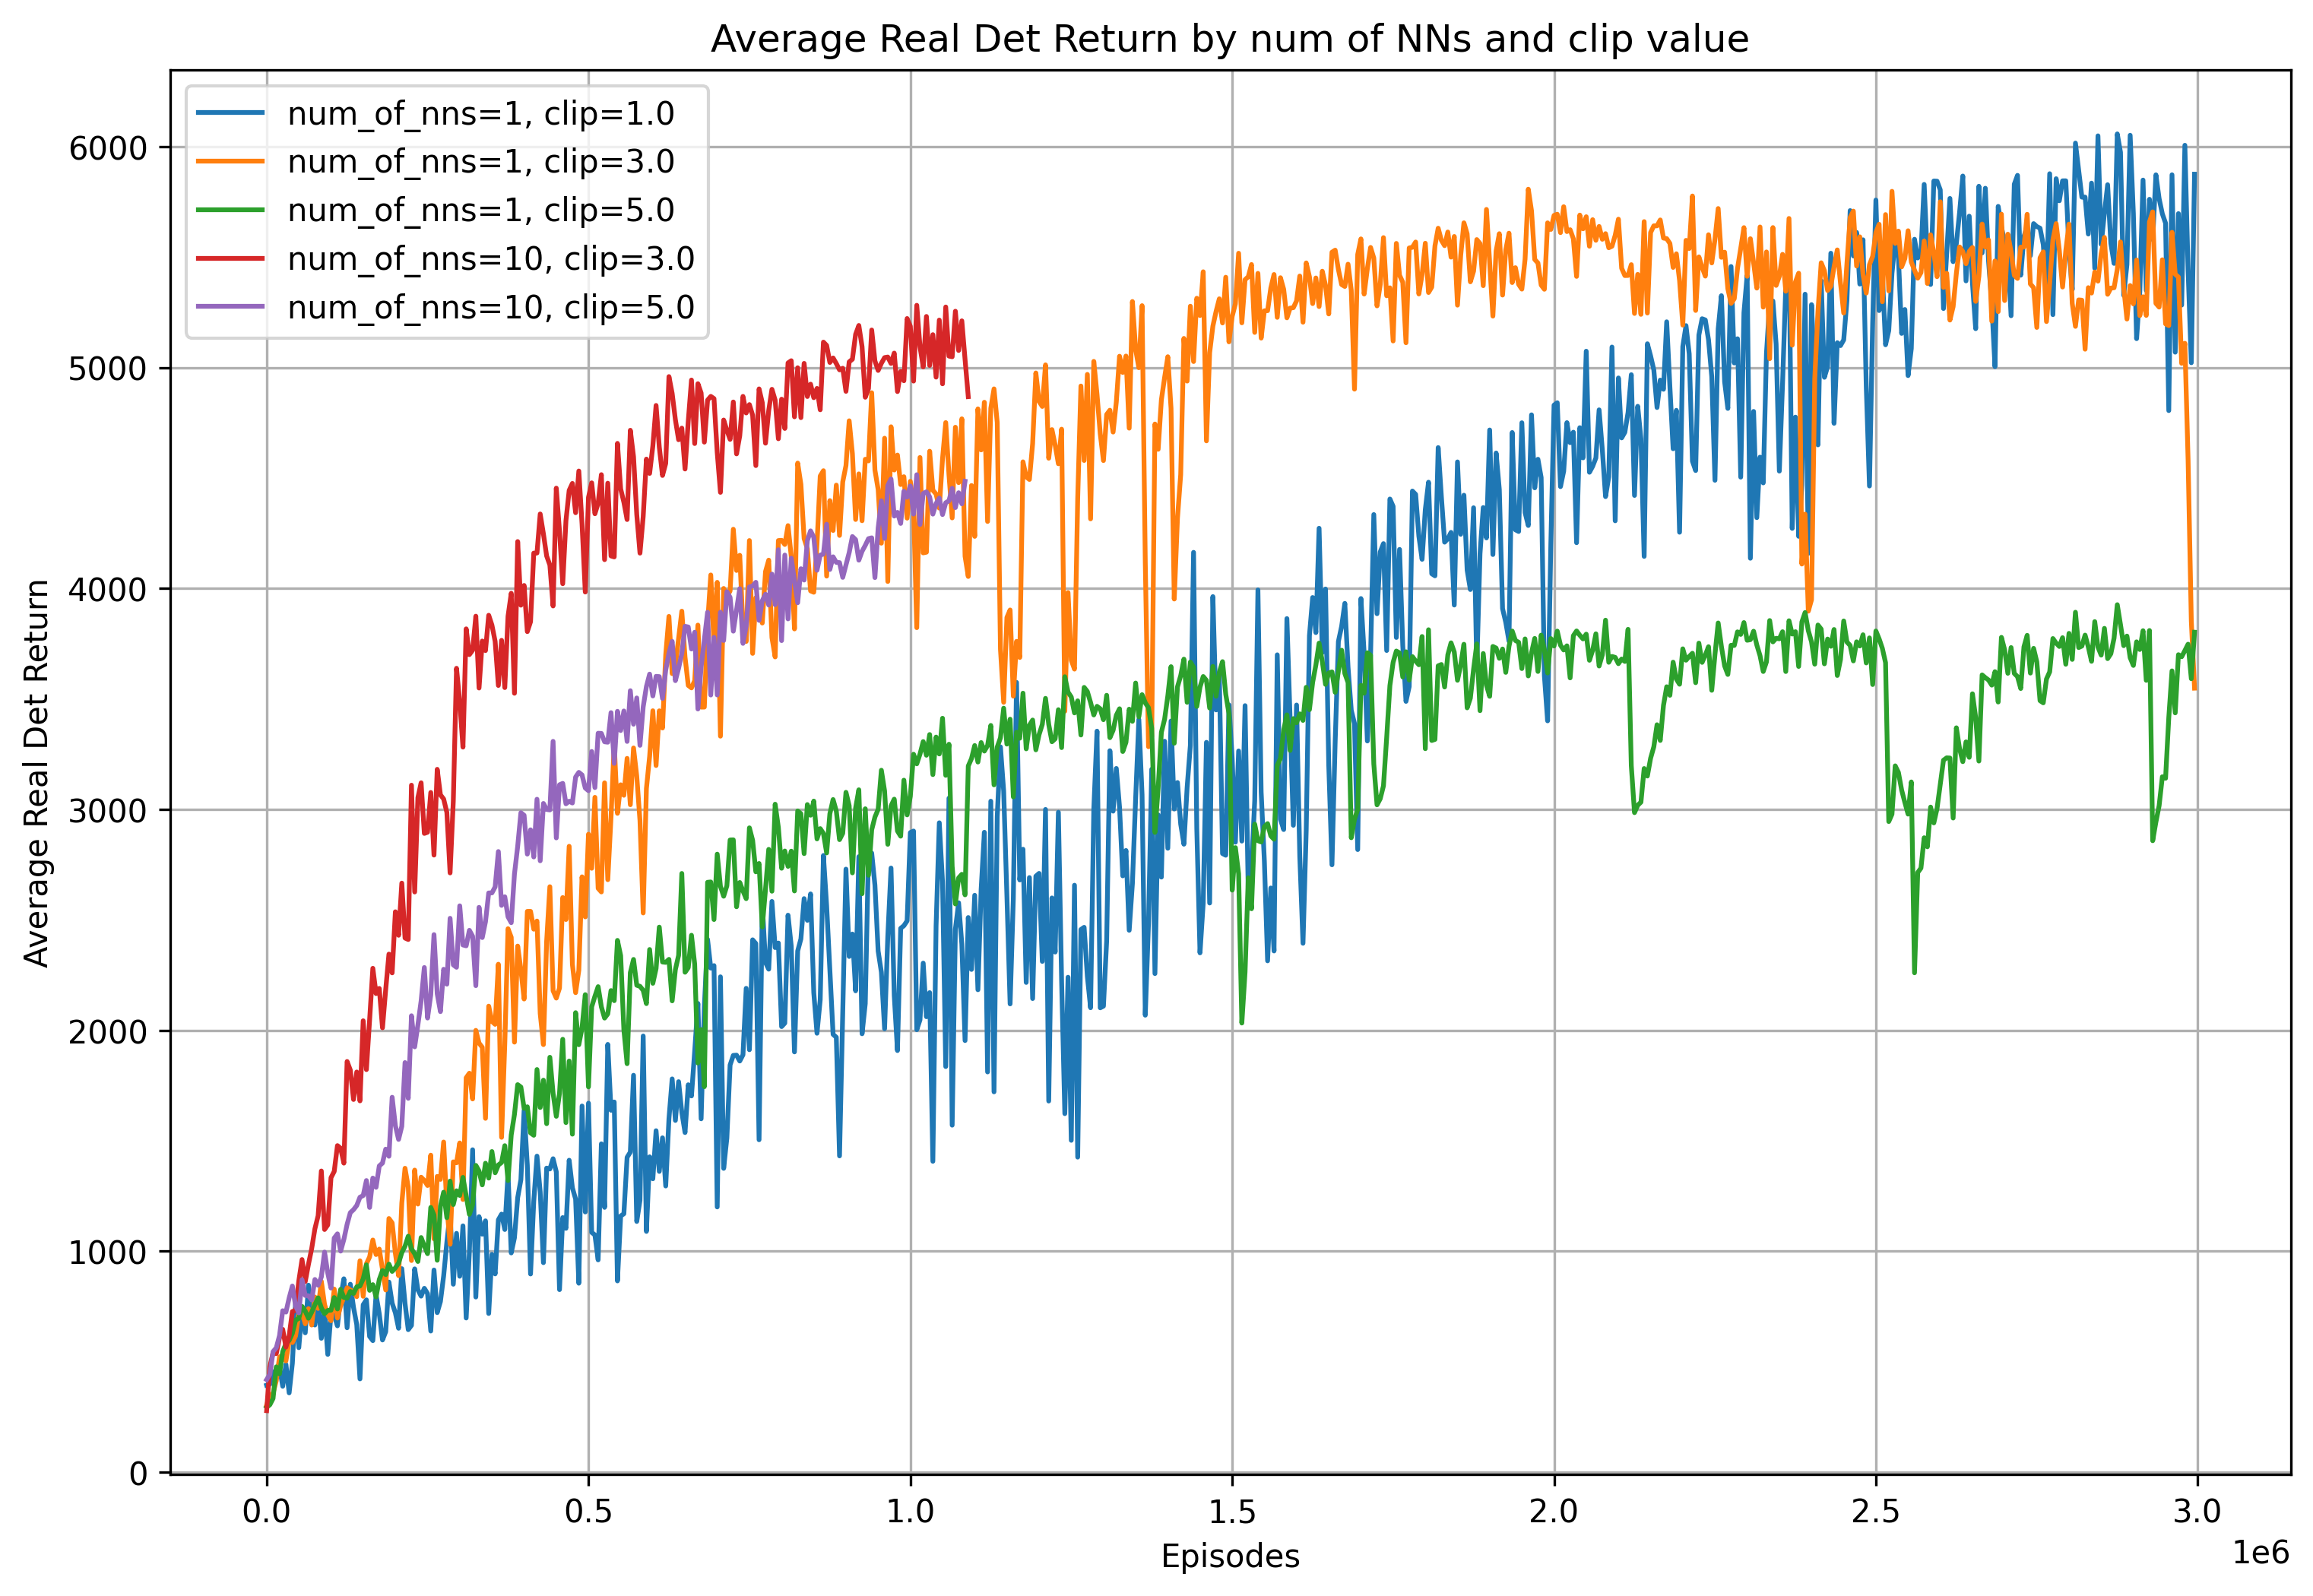 Average Real Det Return by num of NNs and clip value
num_of_nns=1, clip=1.0
num_of_nns=1, clip=3.0
num_of_nns=1, clip=5.0
num_of_nns=10, clip=3.0
num_of_nns=10, clip=5.0
Average Real Det Return
6000
5000
4000
3000
2000
1000
0
0.0 0.5 1.0 1.5 2.0 2.5 3.0
1e6
Episodes